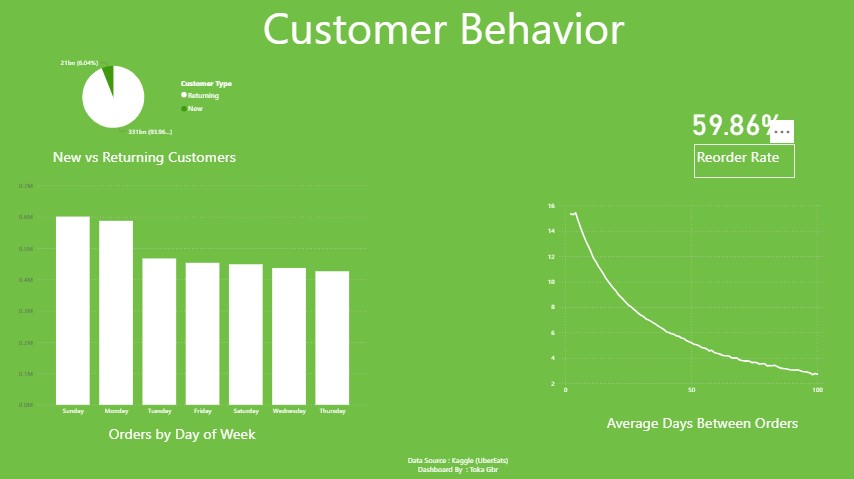 Customer Behavior
21bn (6.04%)
Customer Type
Returning
New
331bn (93.96...)
New vs Returning Customers
59.86%
Reorder Rate
0.7M
0.6M
0.5M
0.4M
0.3M
0.2M
0.1M
0.0M
Sunday Monday Tuesday Friday Saturday Wednesday Thursday
Orders by Day of Week
16
14
12
10
8
6
4
2
0 50 100
Average Days Between Orders
Data Source : Kaggle (UberEats)
Dashboard By : Toka Gbr